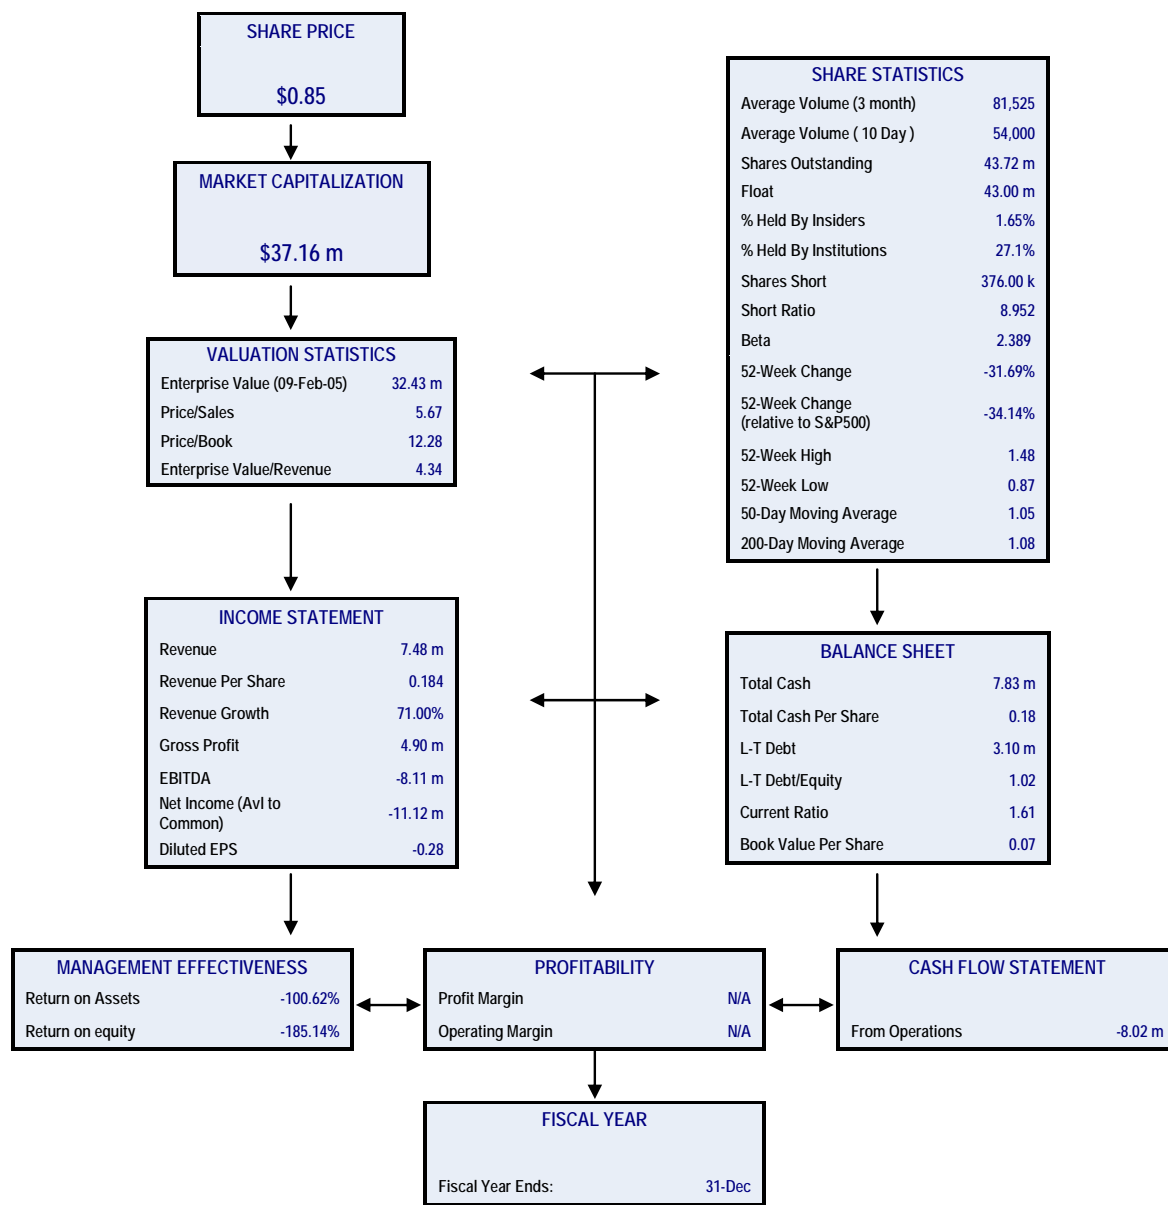 SHARE PRICE
$0.85
MARKET CAPITALIZATION
$37.16 m
VALUATION STATISTICS
Enterprise Value (09-Feb-05) 32.43 m
Price/Sales 5.67
Price/Book 12.28
Enterprise Value/Revenue 4.34
INCOME STATEMENT
Revenue 7.48 m
Revenue Per Share 0.184
Revenue Growth 71.00%
Gross Profit 4.90 m
EBITDA -8.11 m
Net Income (Avl to
Common) -11.12 m
Diluted EPS -0.28
SHARE STATISTICS
Average Volume (3 month) 81,525
Average Volume ( 10 Day ) 54,000
Shares Outstanding 43.72 m
Float 43.00 m
% Held By Insiders 1.65%
% Held By Institutions 27.1%
Shares Short 376.00 k
Short Ratio 8.952
Beta 2.389
52-Week Change -31.69%
52-Week Change
(relative to S&P500) -34.14%
52-Week High 1.48
52-Week Low 0.87
50-Day Moving Average 1.05
200-Day Moving Average 1.08
BALANCE SHEET
Total Cash 7.83 m
Total Cash Per Share 0.18
L-T Debt 3.10 m
L-T Debt/Equity 1.02
Current Ratio 1.61
Book Value Per Share 0.07
MANAGEMENT EFFECTIVENESS
Return on Assets -100.62%
Return on equity -185.14%
PROFITABILITY
Profit Margin N/A
Operating Margin N/A
CASH FLOW STATEMENT
From Operations -8.02 m
FISCAL YEAR
Fiscal Year Ends: 31-Dec